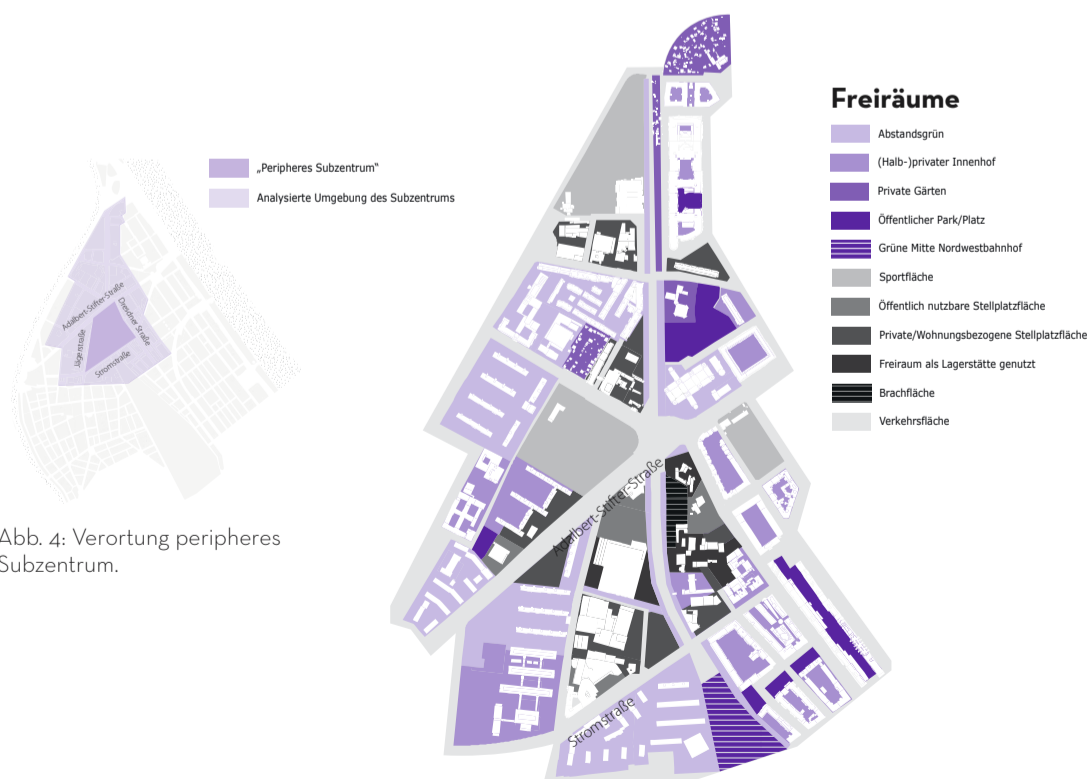 „Peripheres Subzentrum“
Analysierte Umgebung des Subzentrums
Adalbert-Stifter-Straße
Dresdner Straße
Jägerstraße
Stromstraße
Abb. 4: Verortung peripheres
Subzentrum.
Adalbert-Stifter-Straße
Stromstraße
Freiräume
Abstandsgrün
(Halb-)privater Innenhof
Private Gärten
Öffentlicher Park/Platz
Grüne Mitte Nordwestbahnhof
Sportfläche
Öffentlich nutzbare Stellplatzfläche
Private/Wohnungsbezogene Stellplatzfläche
Freiraum als Lagerstätte genutzt
Brachfläche
Verkehrsfläche